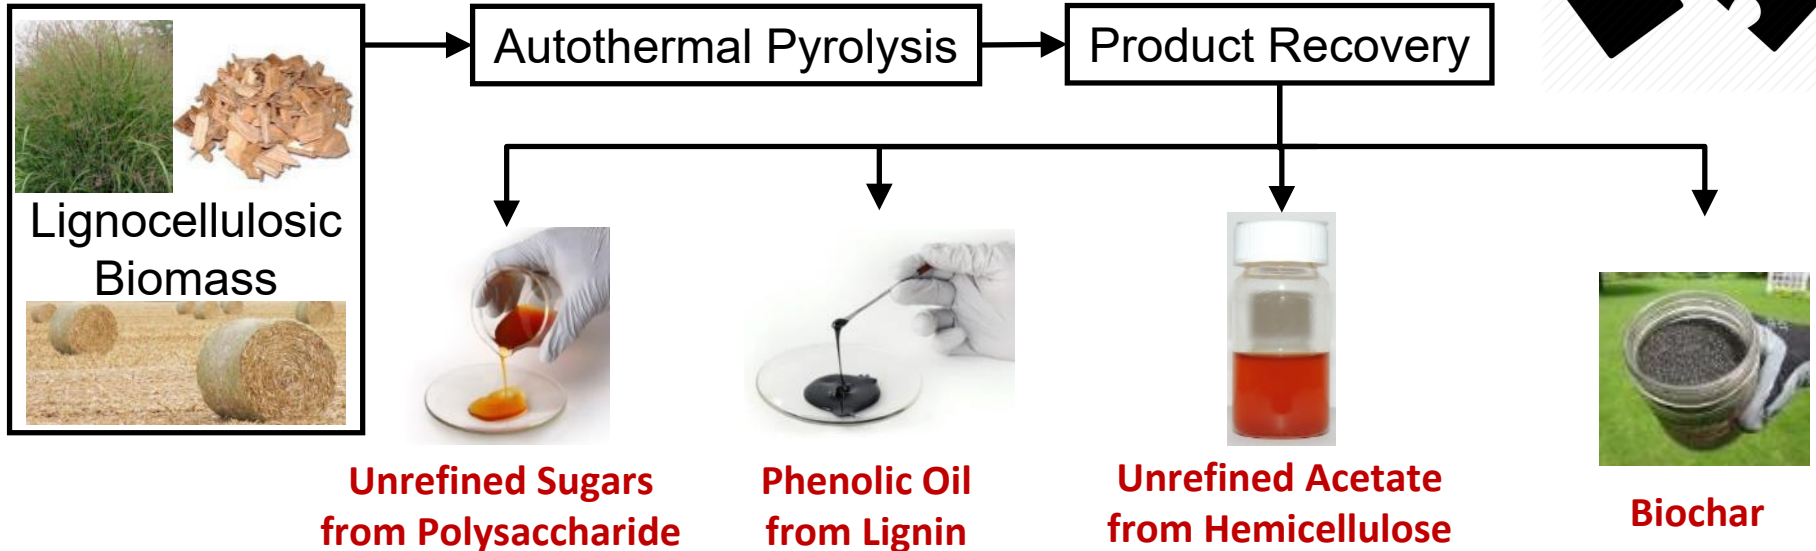 Autothermal Pyrolysis
Product Recovery
Lignocellulosic
Biomass
Unrefined Sugars
from Polysaccharide
Phenolic Oil
from Lignin
Unrefined Acetate
from Hemicellulose
Biochar